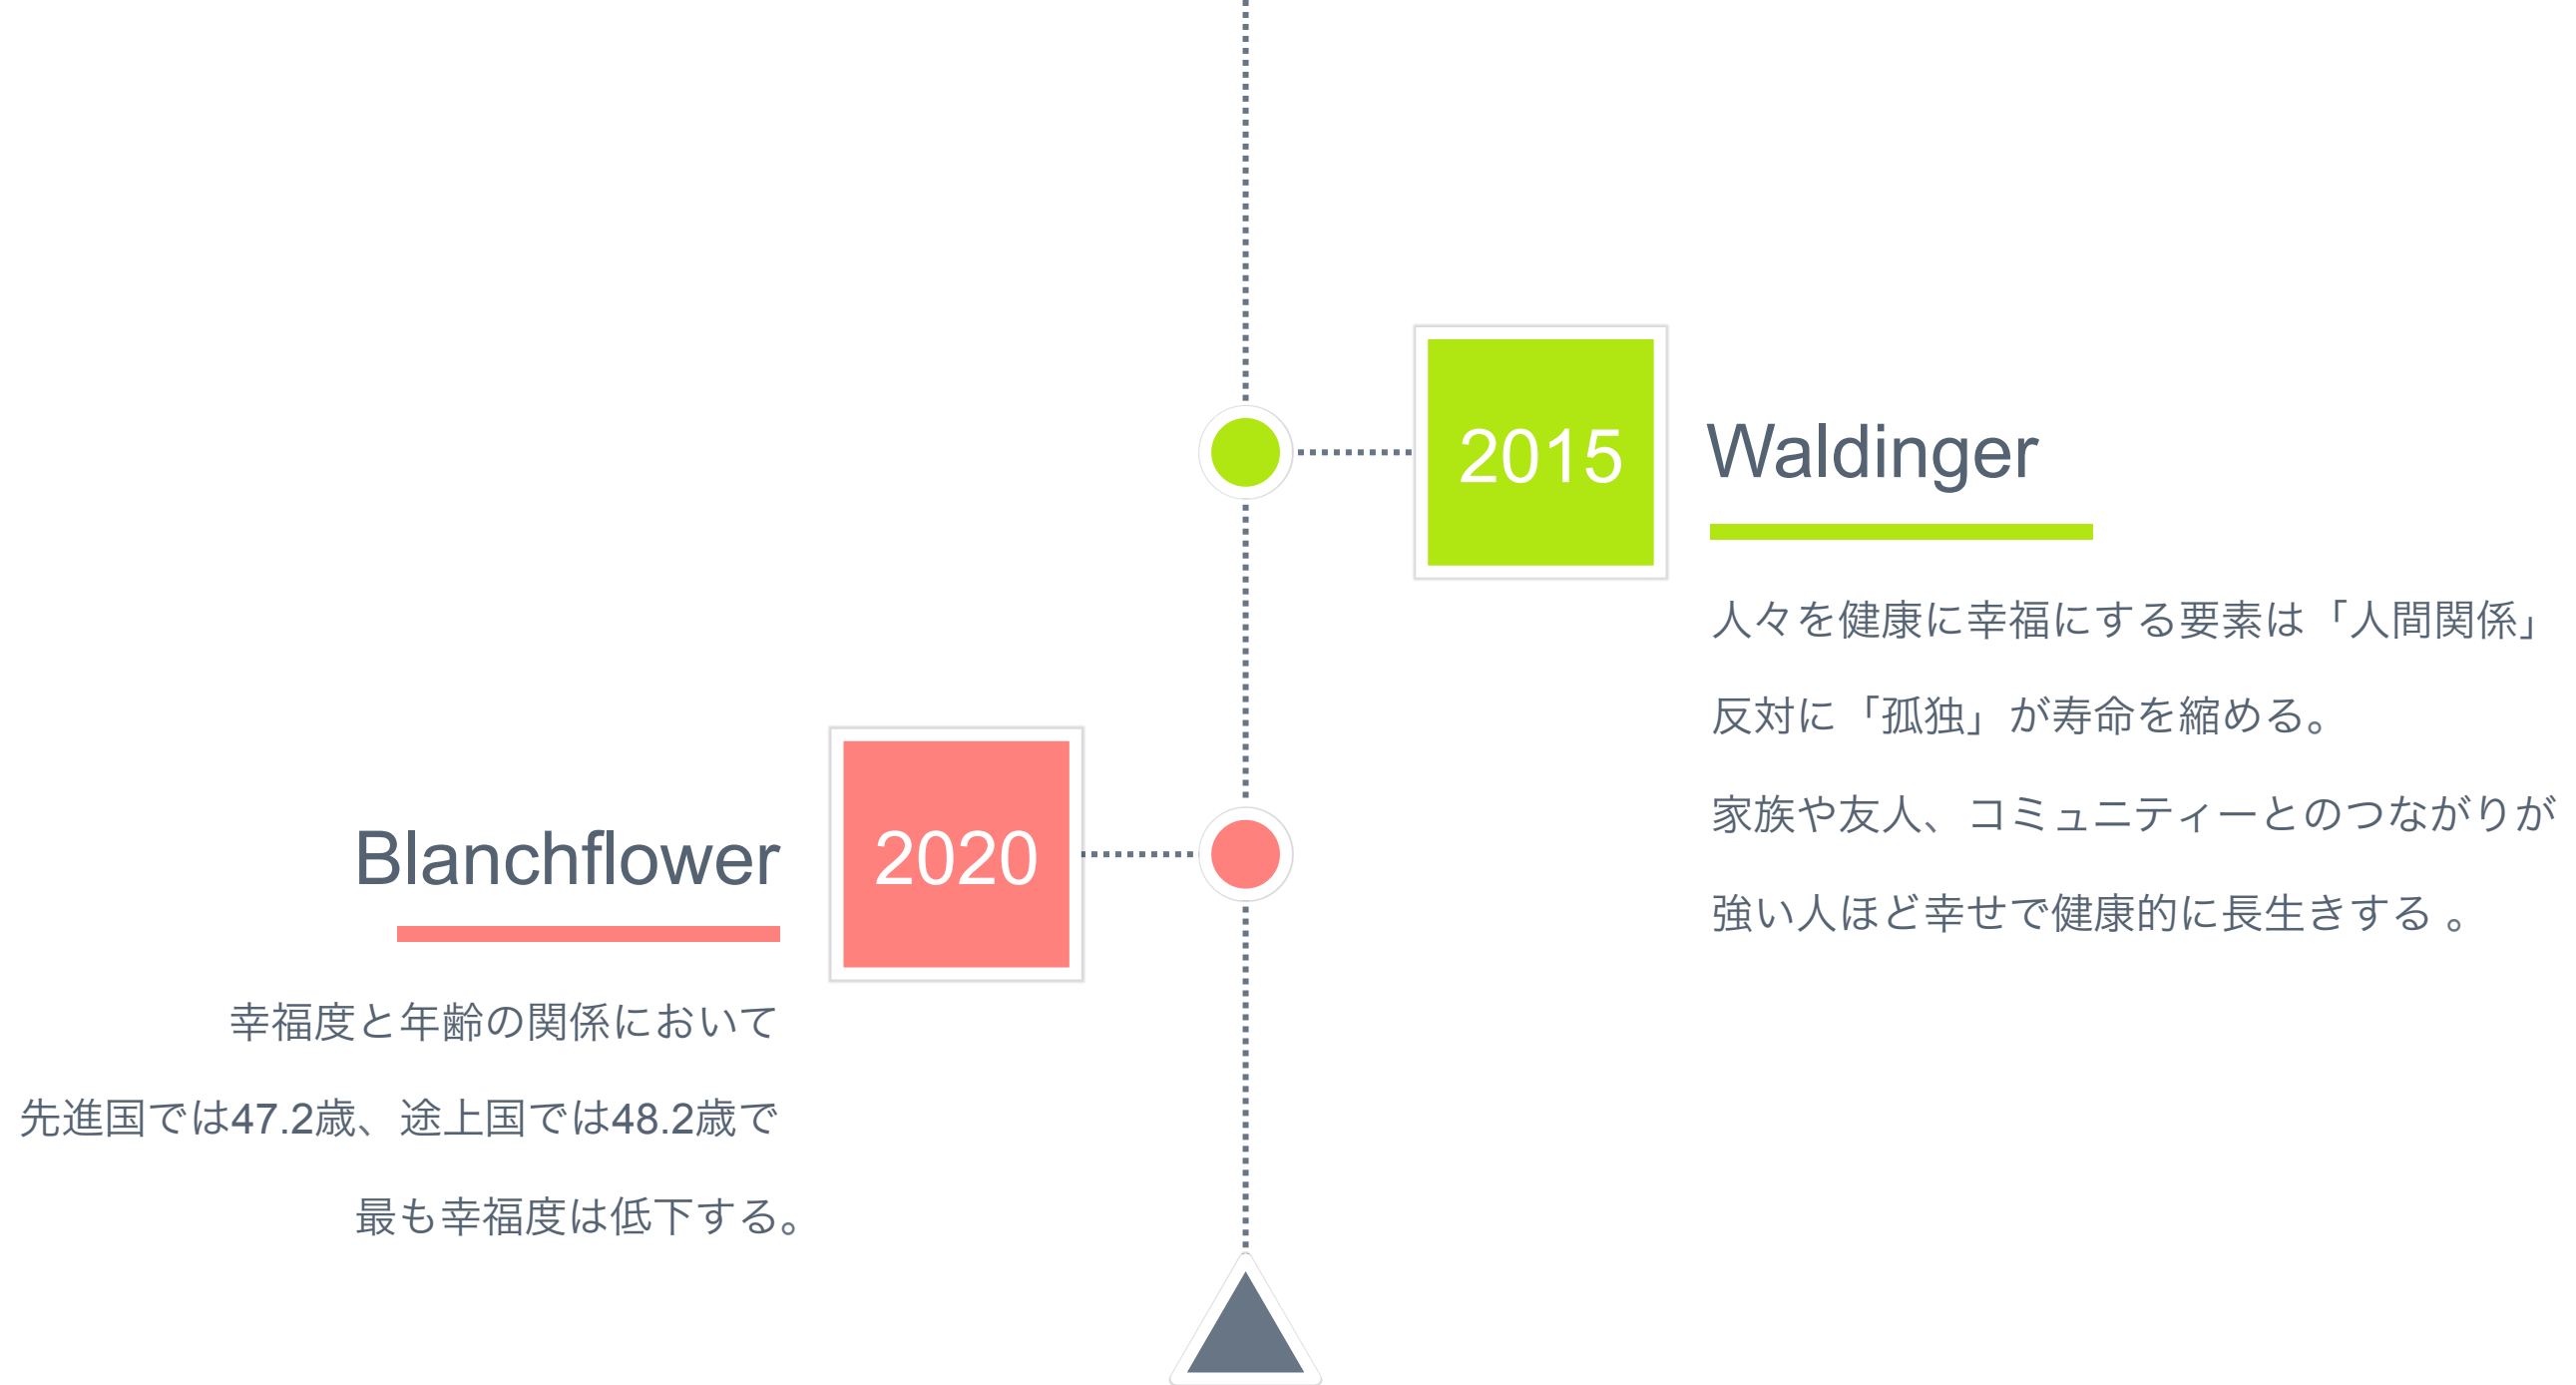 2015
Waldinger
人々を健康に幸福にする要素は「人間関係」
反対に「孤独」が寿命を縮める。
家族や友人、コミュニティーとのつながりが
強い人ほど幸せで健康的に長生きする 。
2020
Blanchflower
幸福度と年齢の関係において
先進国では47.2歳、途上国では48.2歳で
最も幸福度は低下する。